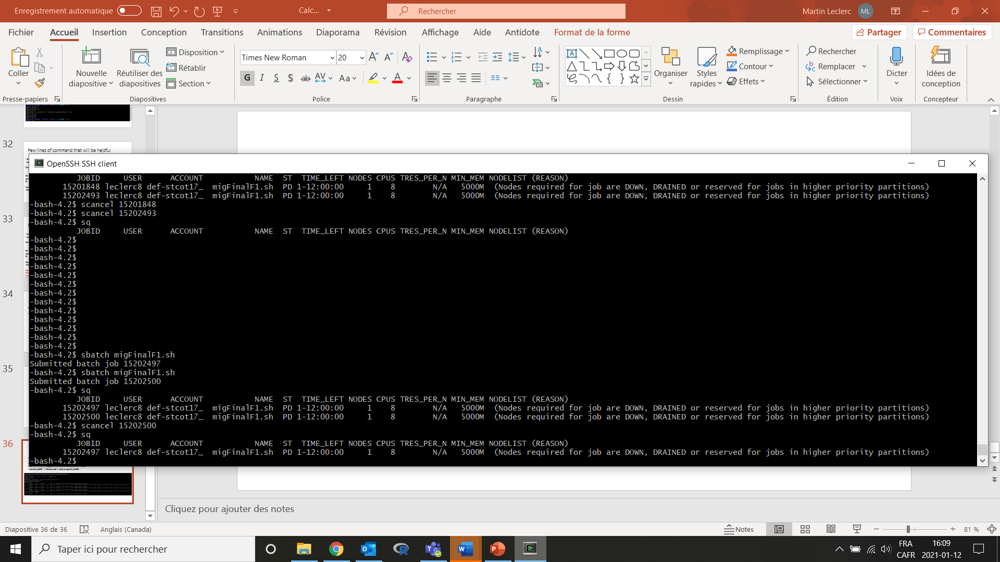 Enregistrement automatique
Calc...
Rechercher
Martin Leclerc
ML
Fichier
Accueil
Insertion
Conception
Transitions
Animations
Diaporama
Révision
Affichage
Aide
Antidote
Format de la forme
Partager
Commentaires
Coller
Nouvelle diapositive
Réutiliser des diapositives
Disposition
Rétablir
Section
Times New Roman
20
G I S S ab AV Aa A
Organiser
Styles rapides
Remplissage
Contour
Effets
Rechercher
Remplacer
Sélectionner
Dicter
Idées de conception
Presse-papiers
Diapositives
Police
Paragraphe
Dessin
Édition
Voix
Concepteur
32
Few lines of command that will be helpful
33
34
35
36
OpenSSH SSH client
JOBID USER ACCOUNT NAME ST TIME_LEFT NODES CPUS TRES_PER_N MIN_MEM NODELIST (REASON)
15201848 leclerc8 def-stcot17_ migFinalF1.sh PD 1-12:00:00 1 8 N/A 5000M (Nodes required for job are DOWN, DRAINED or reserved for jobs in higher priority partitions)
15202493 leclerc8 def-stcot17_ migFinalF1.sh PD 1-12:00:00 1 8 N/A 5000M (Nodes required for job are DOWN, DRAINED or reserved for jobs in higher priority partitions)
-bash-4.2$ scancel 15201848
-bash-4.2$ scancel 15202493
-bash-4.2$ sq
JOBID USER ACCOUNT NAME ST TIME_LEFT NODES CPUS TRES_PER_N MIN_MEM NODELIST (REASON)
-bash-4.2$
-bash-4.2$
-bash-4.2$
-bash-4.2$
-bash-4.2$
-bash-4.2$
-bash-4.2$
-bash-4.2$
-bash-4.2$
-bash-4.2$
-bash-4.2$
-bash-4.2$
-bash-4.2$
-bash-4.2$ sbatch migFinalF1.sh
Submitted batch job 15202497
-bash-4.2$ sbatch migFinalF1.sh
Submitted batch job 15202500
-bash-4.2$ sq
JOBID USER ACCOUNT NAME ST TIME_LEFT NODES CPUS TRES_PER_N MIN_MEM NODELIST (REASON)
15202497 leclerc8 def-stcot17_ migFinalF1.sh PD 1-12:00:00 1 8 N/A 5000M (Nodes required for job are DOWN, DRAINED or reserved for jobs in higher priority partitions)
15202500 leclerc8 def-stcot17_ migFinalF1.sh PD 1-12:00:00 1 8 N/A 5000M (Nodes required for job are DOWN, DRAINED or reserved for jobs in higher priority partitions)
-bash-4.2$ scancel 15202500
-bash-4.2$ sq
JOBID USER ACCOUNT NAME ST TIME_LEFT NODES CPUS TRES_PER_N MIN_MEM NODELIST (REASON)
15202497 leclerc8 def-stcot17_ migFinalF1.sh PD 1-12:00:00 1 8 N/A 5000M (Nodes required for job are DOWN, DRAINED or reserved for jobs in higher priority partitions)
-bash-4.2$
Cliquez pour ajouter des notes
Diapositive 36 de 36
Anglais (Canada)
Notes
81 %
Taper ici pour rechercher
FRA
CAFR
16:09
2021-01-12